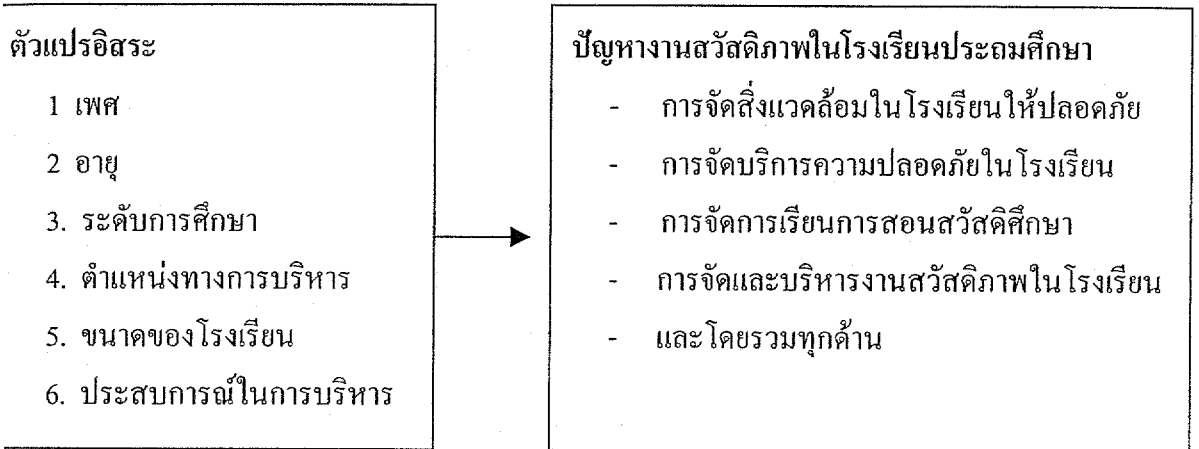 ตัวแปรอิสระ
1 เพศ
2 อายุ
3. ระดับการศึกษา
4. ตำแหน่งทางการบริหาร
5. ขนาดของโรงเรียน
6. ประสบการณ์ในการบริหาร
ปัญหางานสวัสดิภาพในโรงเรียนประถมศึกษา
- การจัดสิ่งแวดล้อมในโรงเรียนให้ปลอดภัย
- การจัดบริการความปลอดภัยในโรงเรียน
- การจัดการเรียนการสอนสวัสดิศึกษา
- การจัดและบริหารงานสวัสดิภาพในโรงเรียน
- และโดยรวมทุกด้าน